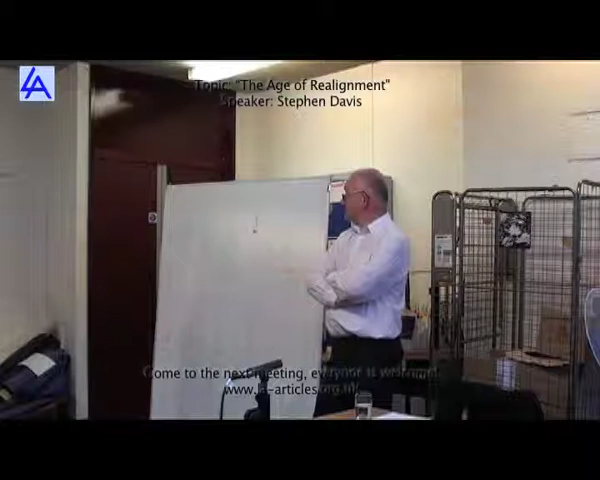 LA
Topic: "The Age of Realignment"
Speaker: Stephen Davis
Come to the next meeting, everyone is welcome!
www.la-articles.org.uk